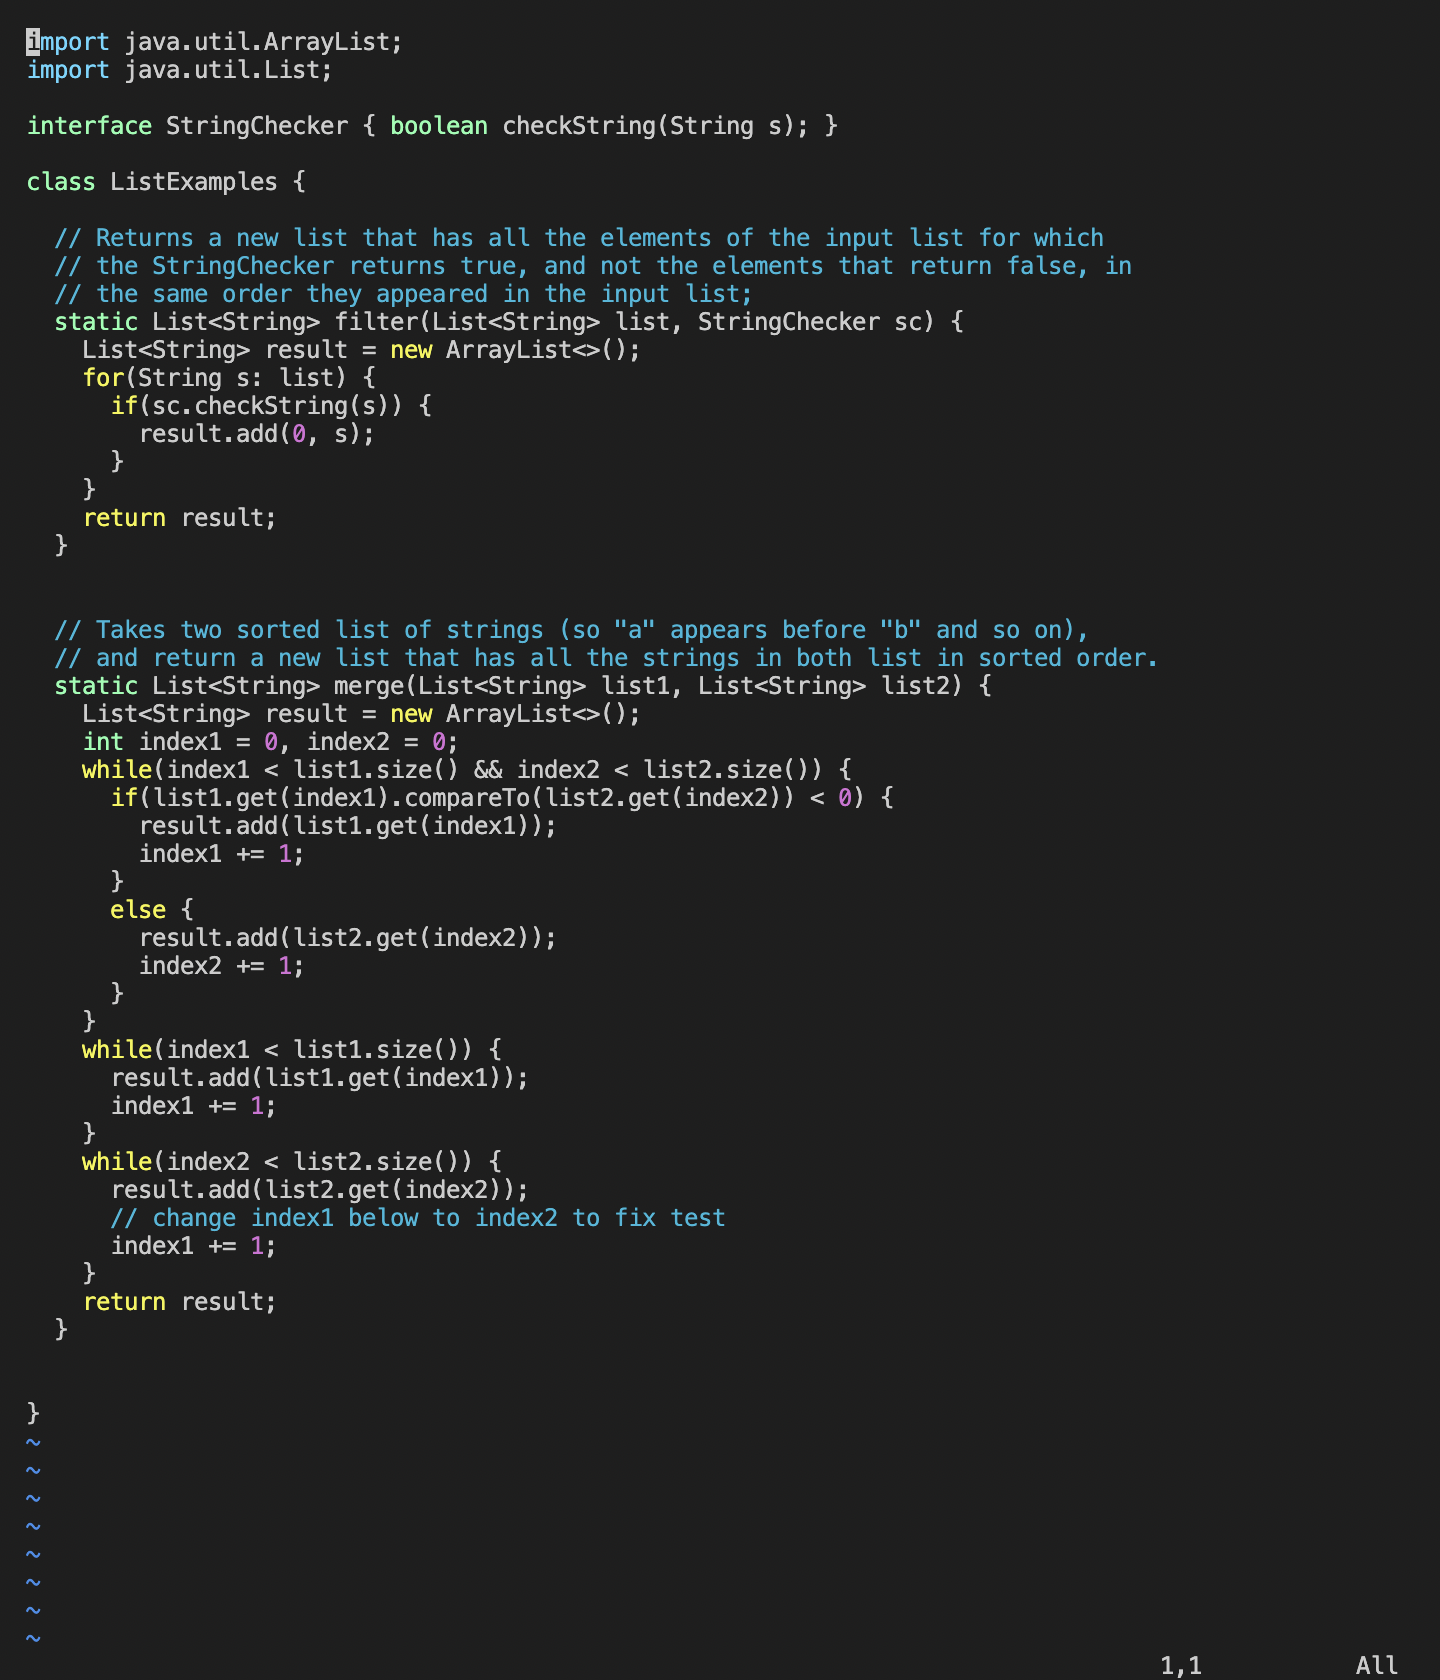 import java.util.ArrayList;
import java.util.List;

interface StringChecker { boolean checkString(String s); }

class ListExamples {

  // Returns a new list that has all the elements of the input list for which
  // the StringChecker returns true, and not the elements that return false, in
  // the same order they appeared in the input list;
  static List<String> filter(List<String> list, StringChecker sc) {
    List<String> result = new ArrayList<>();
    for(String s: list) {
      if(sc.checkString(s)) {
        result.add(0, s);
      }
    }
    return result;
  }


  // Takes two sorted list of strings (so "a" appears before "b" and so on),
  // and return a new list that has all the strings in both list in sorted order.
  static List<String> merge(List<String> list1, List<String> list2) {
    List<String> result = new ArrayList<>();
    int index1 = 0, index2 = 0;
    while(index1 < list1.size() && index2 < list2.size()) {
      if(list1.get(index1).compareTo(list2.get(index2)) < 0) {
        result.add(list1.get(index1));
        index1 += 1;
      }
      else {
        result.add(list2.get(index2));
        index2 += 1;
      }
    }
    while(index1 < list1.size()) {
      result.add(list1.get(index1));
      index1 += 1;
    }
    while(index2 < list2.size()) {
      result.add(list2.get(index2));
      // change index1 below to index2 to fix test
      index1 += 1;
    }
    return result;
  }


}
~
~
~
~
~
~
~
~
1,1 All